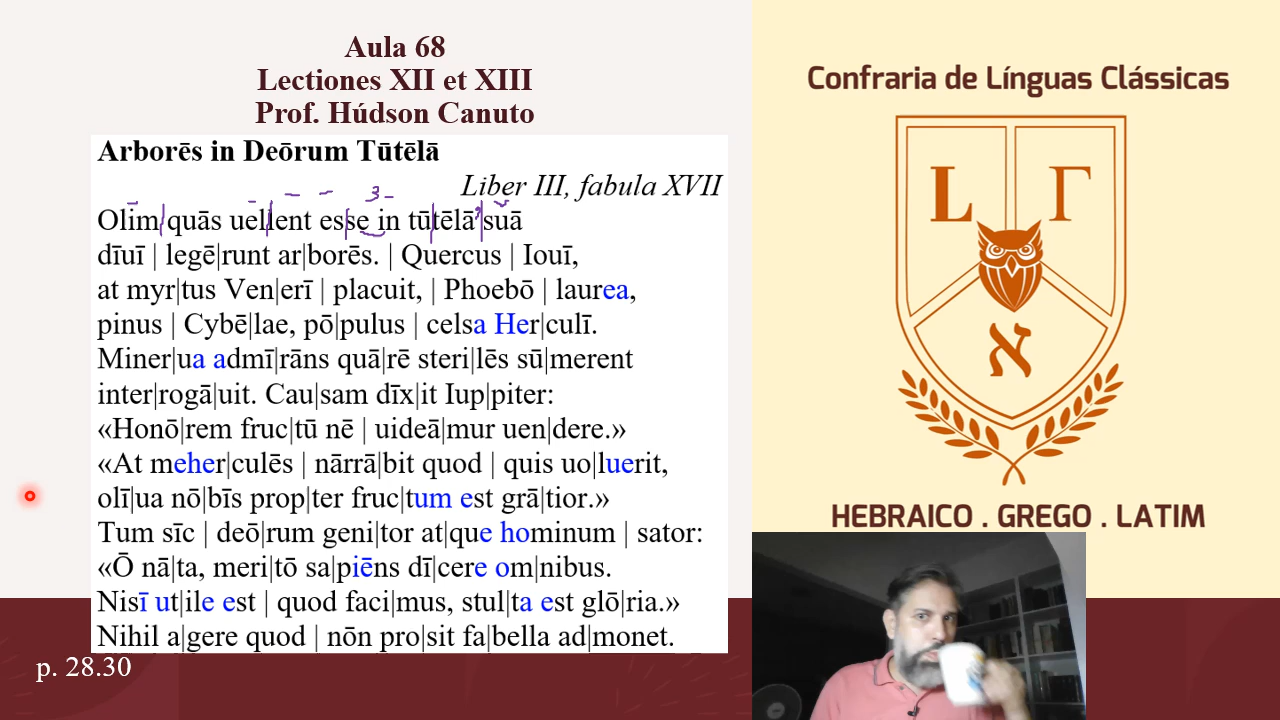 Aula 68
Lectiones XII et XIII
Prof. Húdson Canuto
Arborēs in Deōrum Tūtēlā
Liber III, fabula XVII
Olim quās uellent esse in tūtēlā suā
dīuī | legē|runt ar|borēs. | Quercus | Iouī,
at myr|tus Ven|erī | placuit, | Phoebō | laurea,
pinus | Cybē|lae, pō|pulus | celsa Her|culī.
Miner|ua admī|rāns quā|rē steri|lēs sū|merent
inter|rogā|uit. Cau|sam dīx|it Iup|piter:
«Honō|rem fruc|tū nē | uideā|mur uen|dere.»
«At meher|culēs | nārrā|bit quod | quis uo|luerit,
olī|ua nō|bīs prop|ter fruc|tum est grā|tior.»
Tum sīc | deō|rum geni|tor at|que hominum | sator:
«Ō nā|ta, meri|tō sa|piēns dī|cere om|nibus.
Nisī ut|ile est | quod faci|mus, stul|ta est glō|ria.»
Nihil a|gere quod | nōn pro|sit fa|bella ad|monet.
p. 28.30
Confraria de Línguas Clássicas
L Γ
א
HEBRAICO . GREGO . LATIM